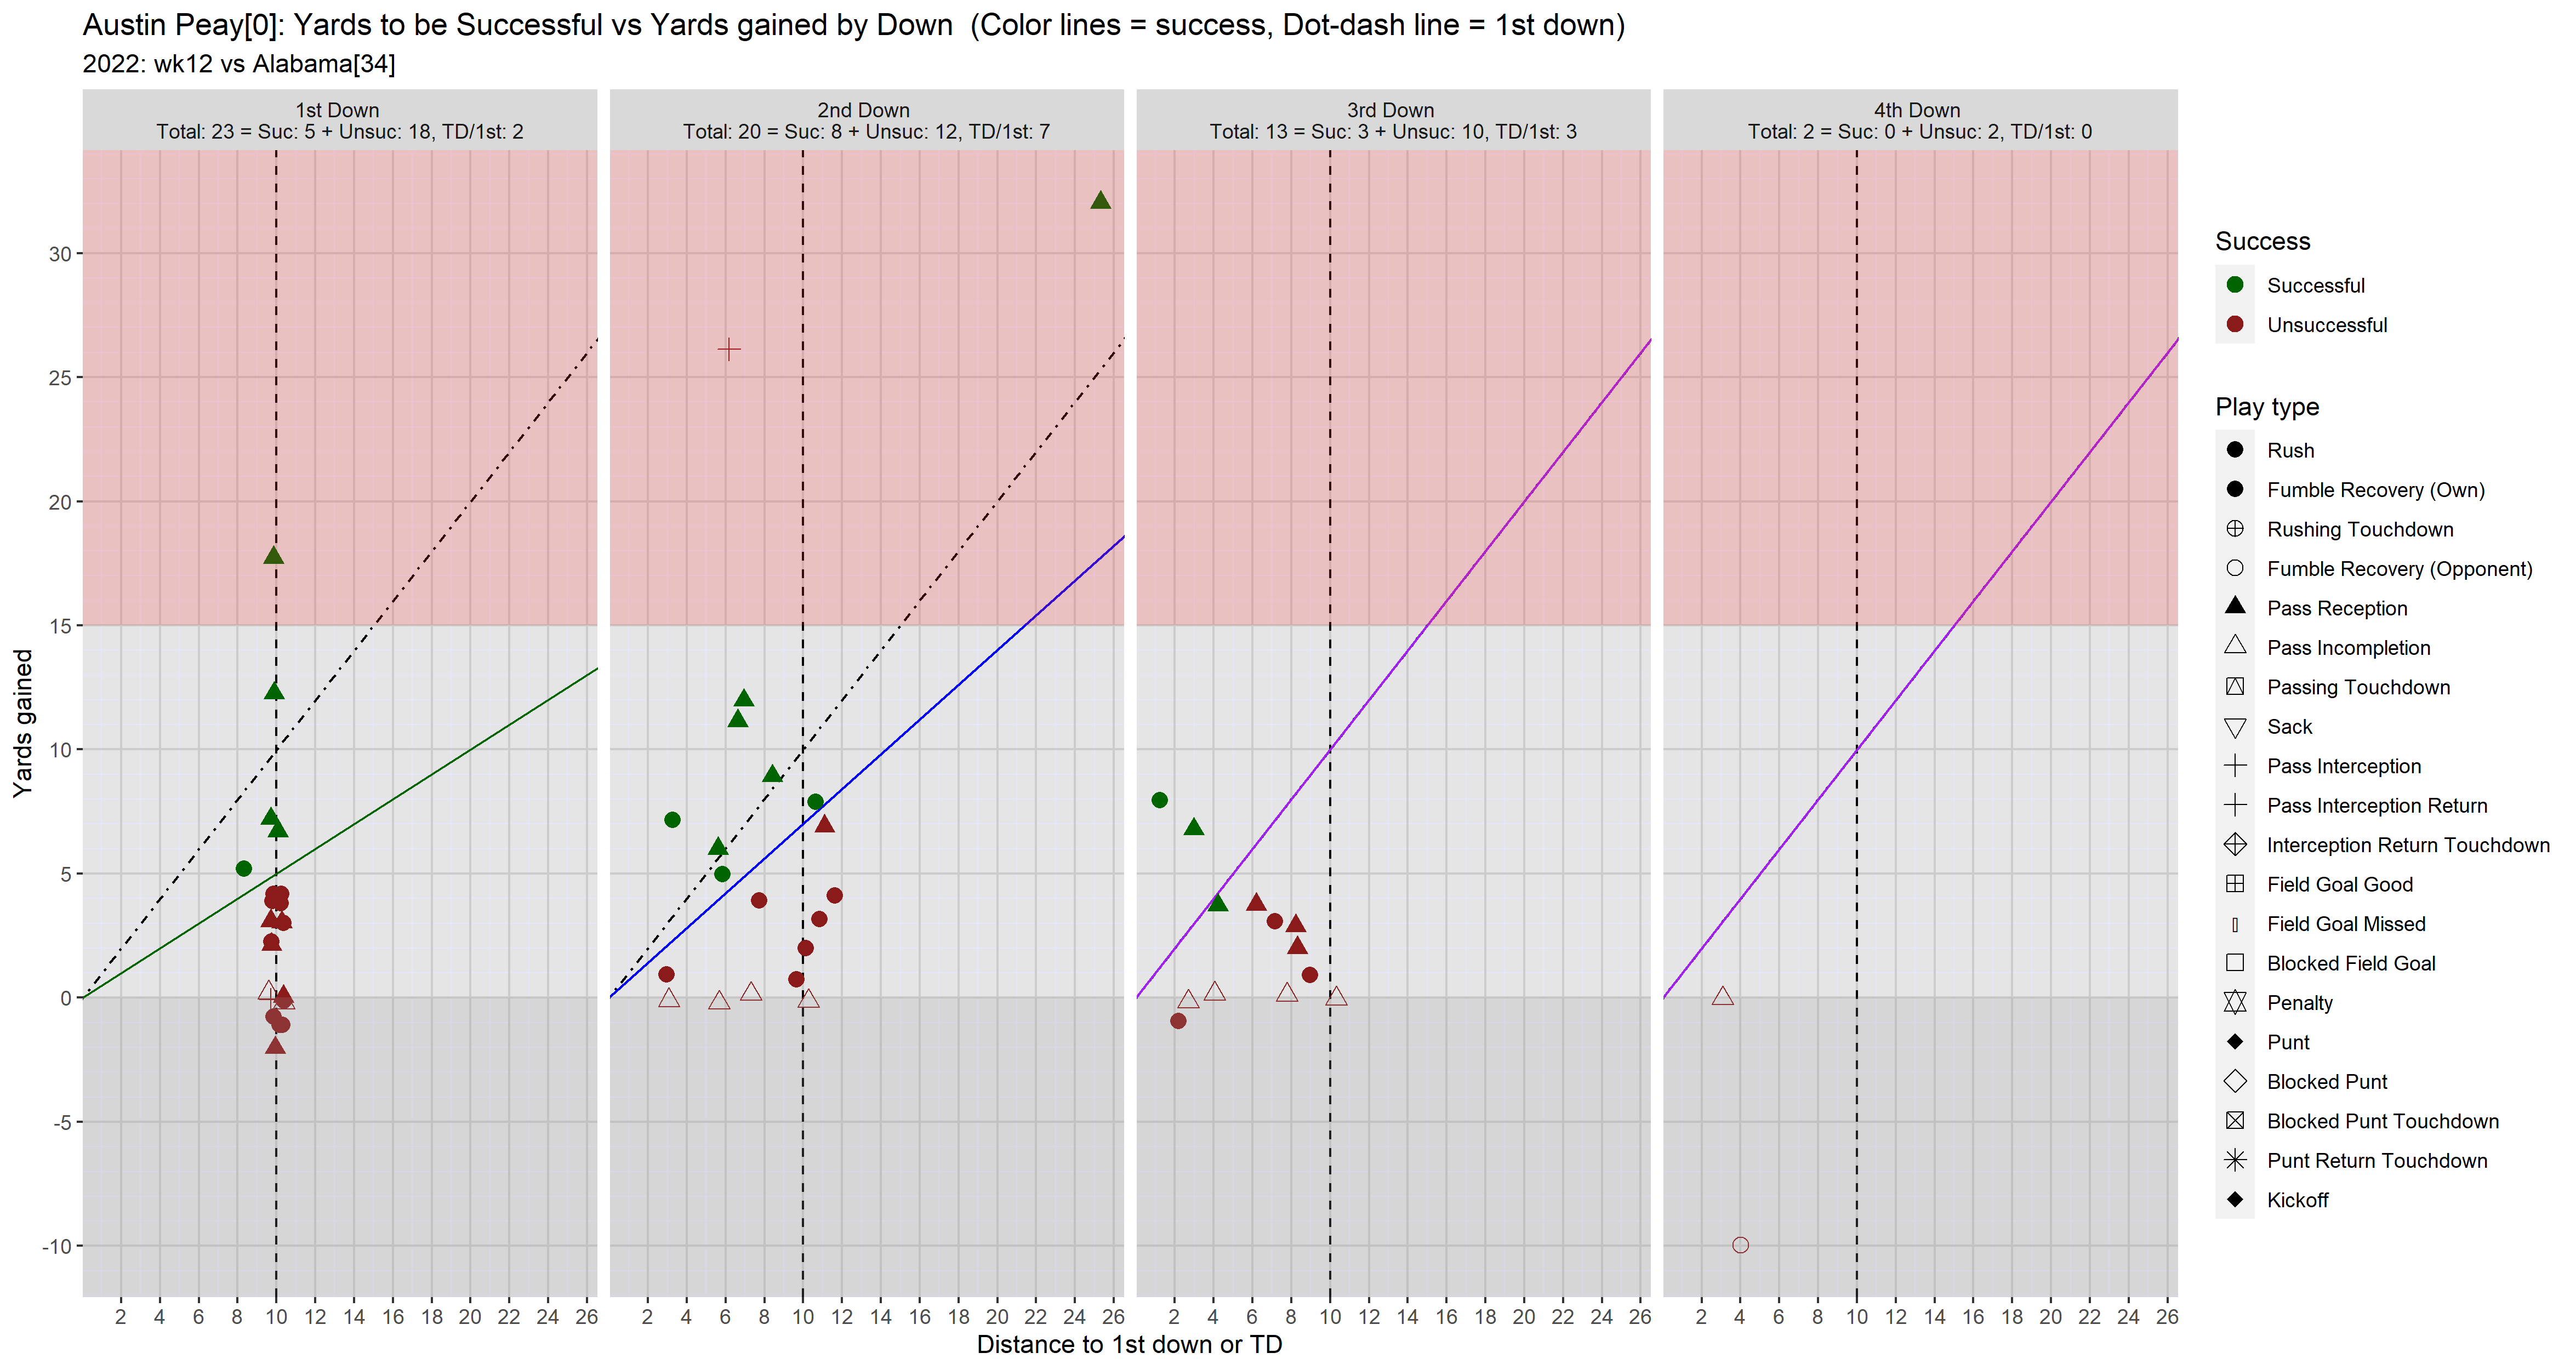 Austin Peay[0]: Yards to be Successful vs Yards gained by Down  (Color lines = success, Dot-dash line = 1st down)
2022: wk12 vs Alabama[34]
1st Down
Total: 23 = Suc: 5 + Unsuc: 18, TD/1st: 2
2nd Down
Total: 20 = Suc: 8 + Unsuc: 12, TD/1st: 7
3rd Down
Total: 13 = Suc: 3 + Unsuc: 10, TD/1st: 3
4th Down
Total: 2 = Suc: 0 + Unsuc: 2, TD/1st: 0
Yards gained
30
25
20
15
10
5
0
-5
-10
2 4 6 8 10 12 14 16 18 20 22 24 26
2 4 6 8 10 12 14 16 18 20 22 24 26
2 4 6 8 10 12 14 16 18 20 22 24 26
2 4 6 8 10 12 14 16 18 20 22 24 26
Distance to 1st down or TD
Success
Successful
Unsuccessful
Play type
Rush
Fumble Recovery (Own)
Rushing Touchdown
Fumble Recovery (Opponent)
Pass Reception
Pass Incompletion
Passing Touchdown
Sack
Pass Interception
Pass Interception Return
Interception Return Touchdown
Field Goal Good
Field Goal Missed
Blocked Field Goal
Penalty
Punt
Blocked Punt
Blocked Punt Touchdown
Punt Return Touchdown
Kickoff